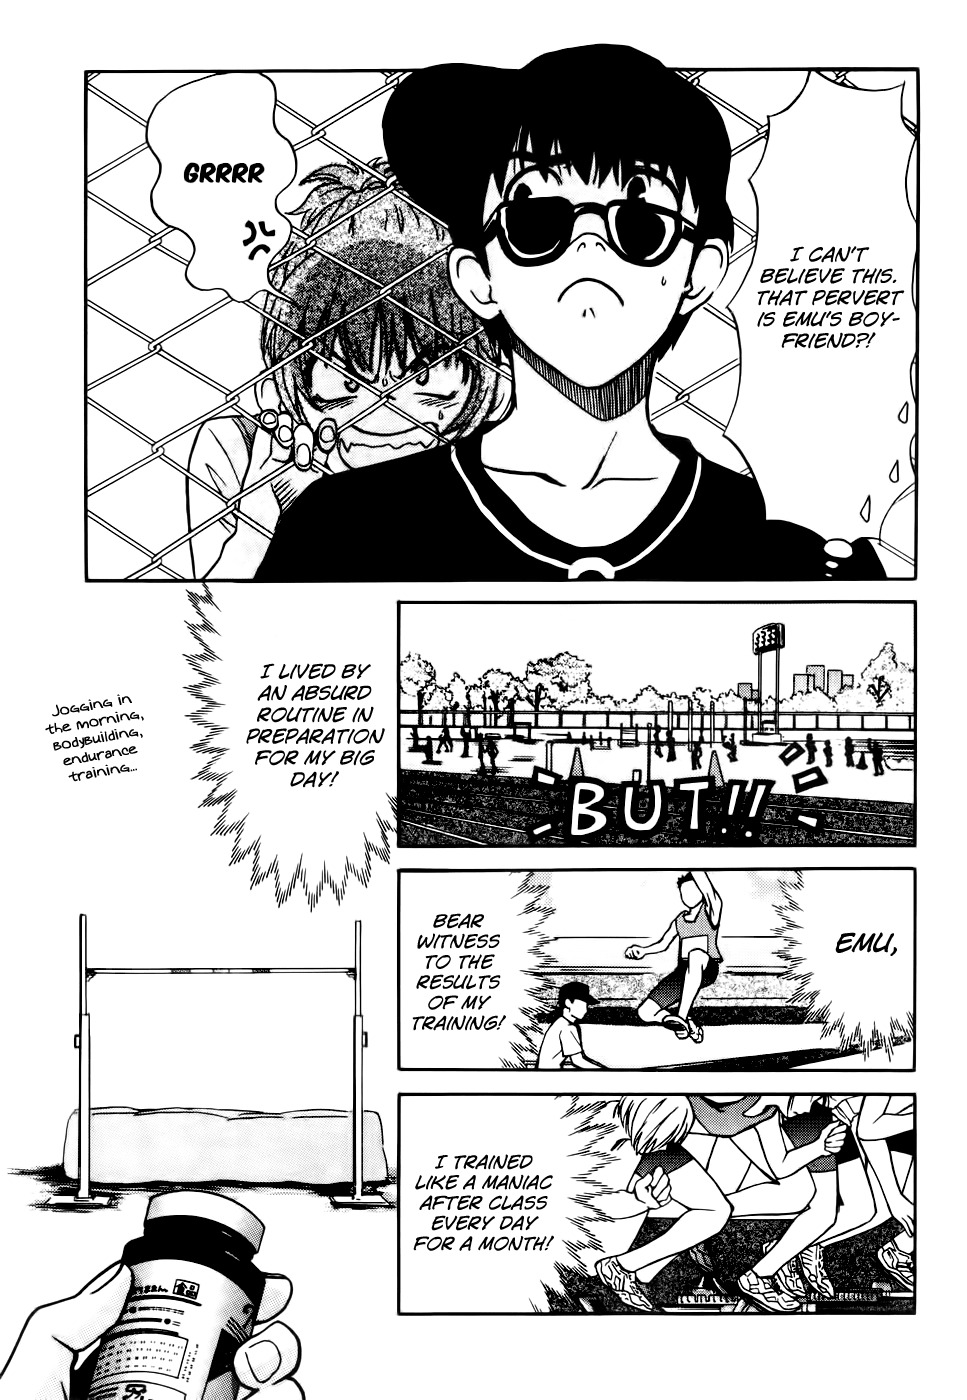 I CAN'T
BELIEVE THIS.
THAT PERVERT
IS EMU'S BOY-
FRIEND?!
GRRRR
BUT!!
I LIVED BY
AN ABSURD
ROUTINE IN
PREPARATION
FOR MY BIG
DAY!
Jogging in
the morning,
bodybuilding,
endurance
training...
EMU,
BEAR
WITNESS
TO THE
RESULTS
OF MY
TRAINING!
I TRAINED
LIKE A MANIAC
AFTER CLASS
EVERY DAY
FOR A MONTH!
食品